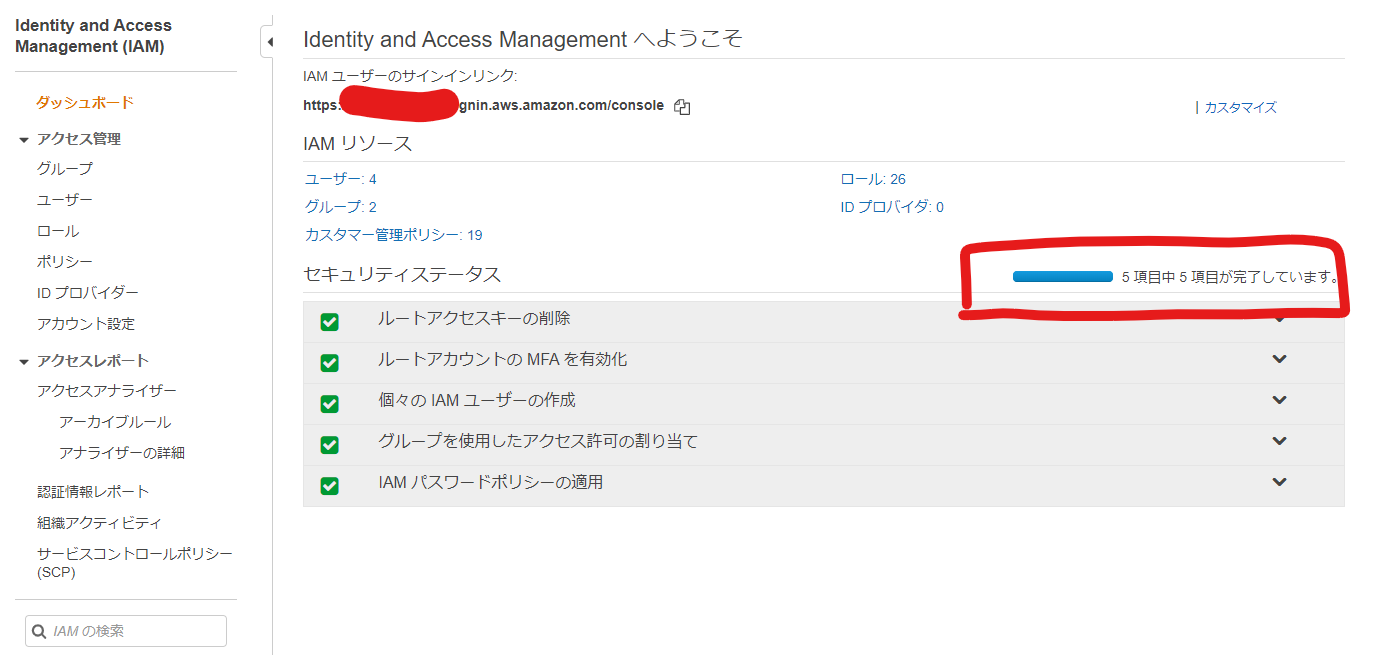 Identity and Access
Management (IAM)
ダッシュボード
アクセス管理
グループ
ユーザー
ロール
ポリシー
ID プロバイダー
アカウント設定
アクセスレポート
アクセスアナライザー
アーカイブルール
アナライザーの詳細
認証情報レポート
組織アクティビティ
サービスコントロールポリシー
(SCP)
IAM の検索
Identity and Access Management へようこそ
IAM ユーザーのサインインリンク:
https: gnin.aws.amazon.com/console
カスタマイズ
IAM リソース
ユーザー: 4
ロール: 26
グループ: 2
ID プロバイダ: 0
カスタマー管理ポリシー: 19
セキュリティステータス
5 項目中 5 項目が完了しています。
ルートアクセスキーの削除
ルートアカウントの MFA を有効化
個々の IAM ユーザーの作成
グループを使用したアクセス許可の割り当て
IAM パスワードポリシーの適用